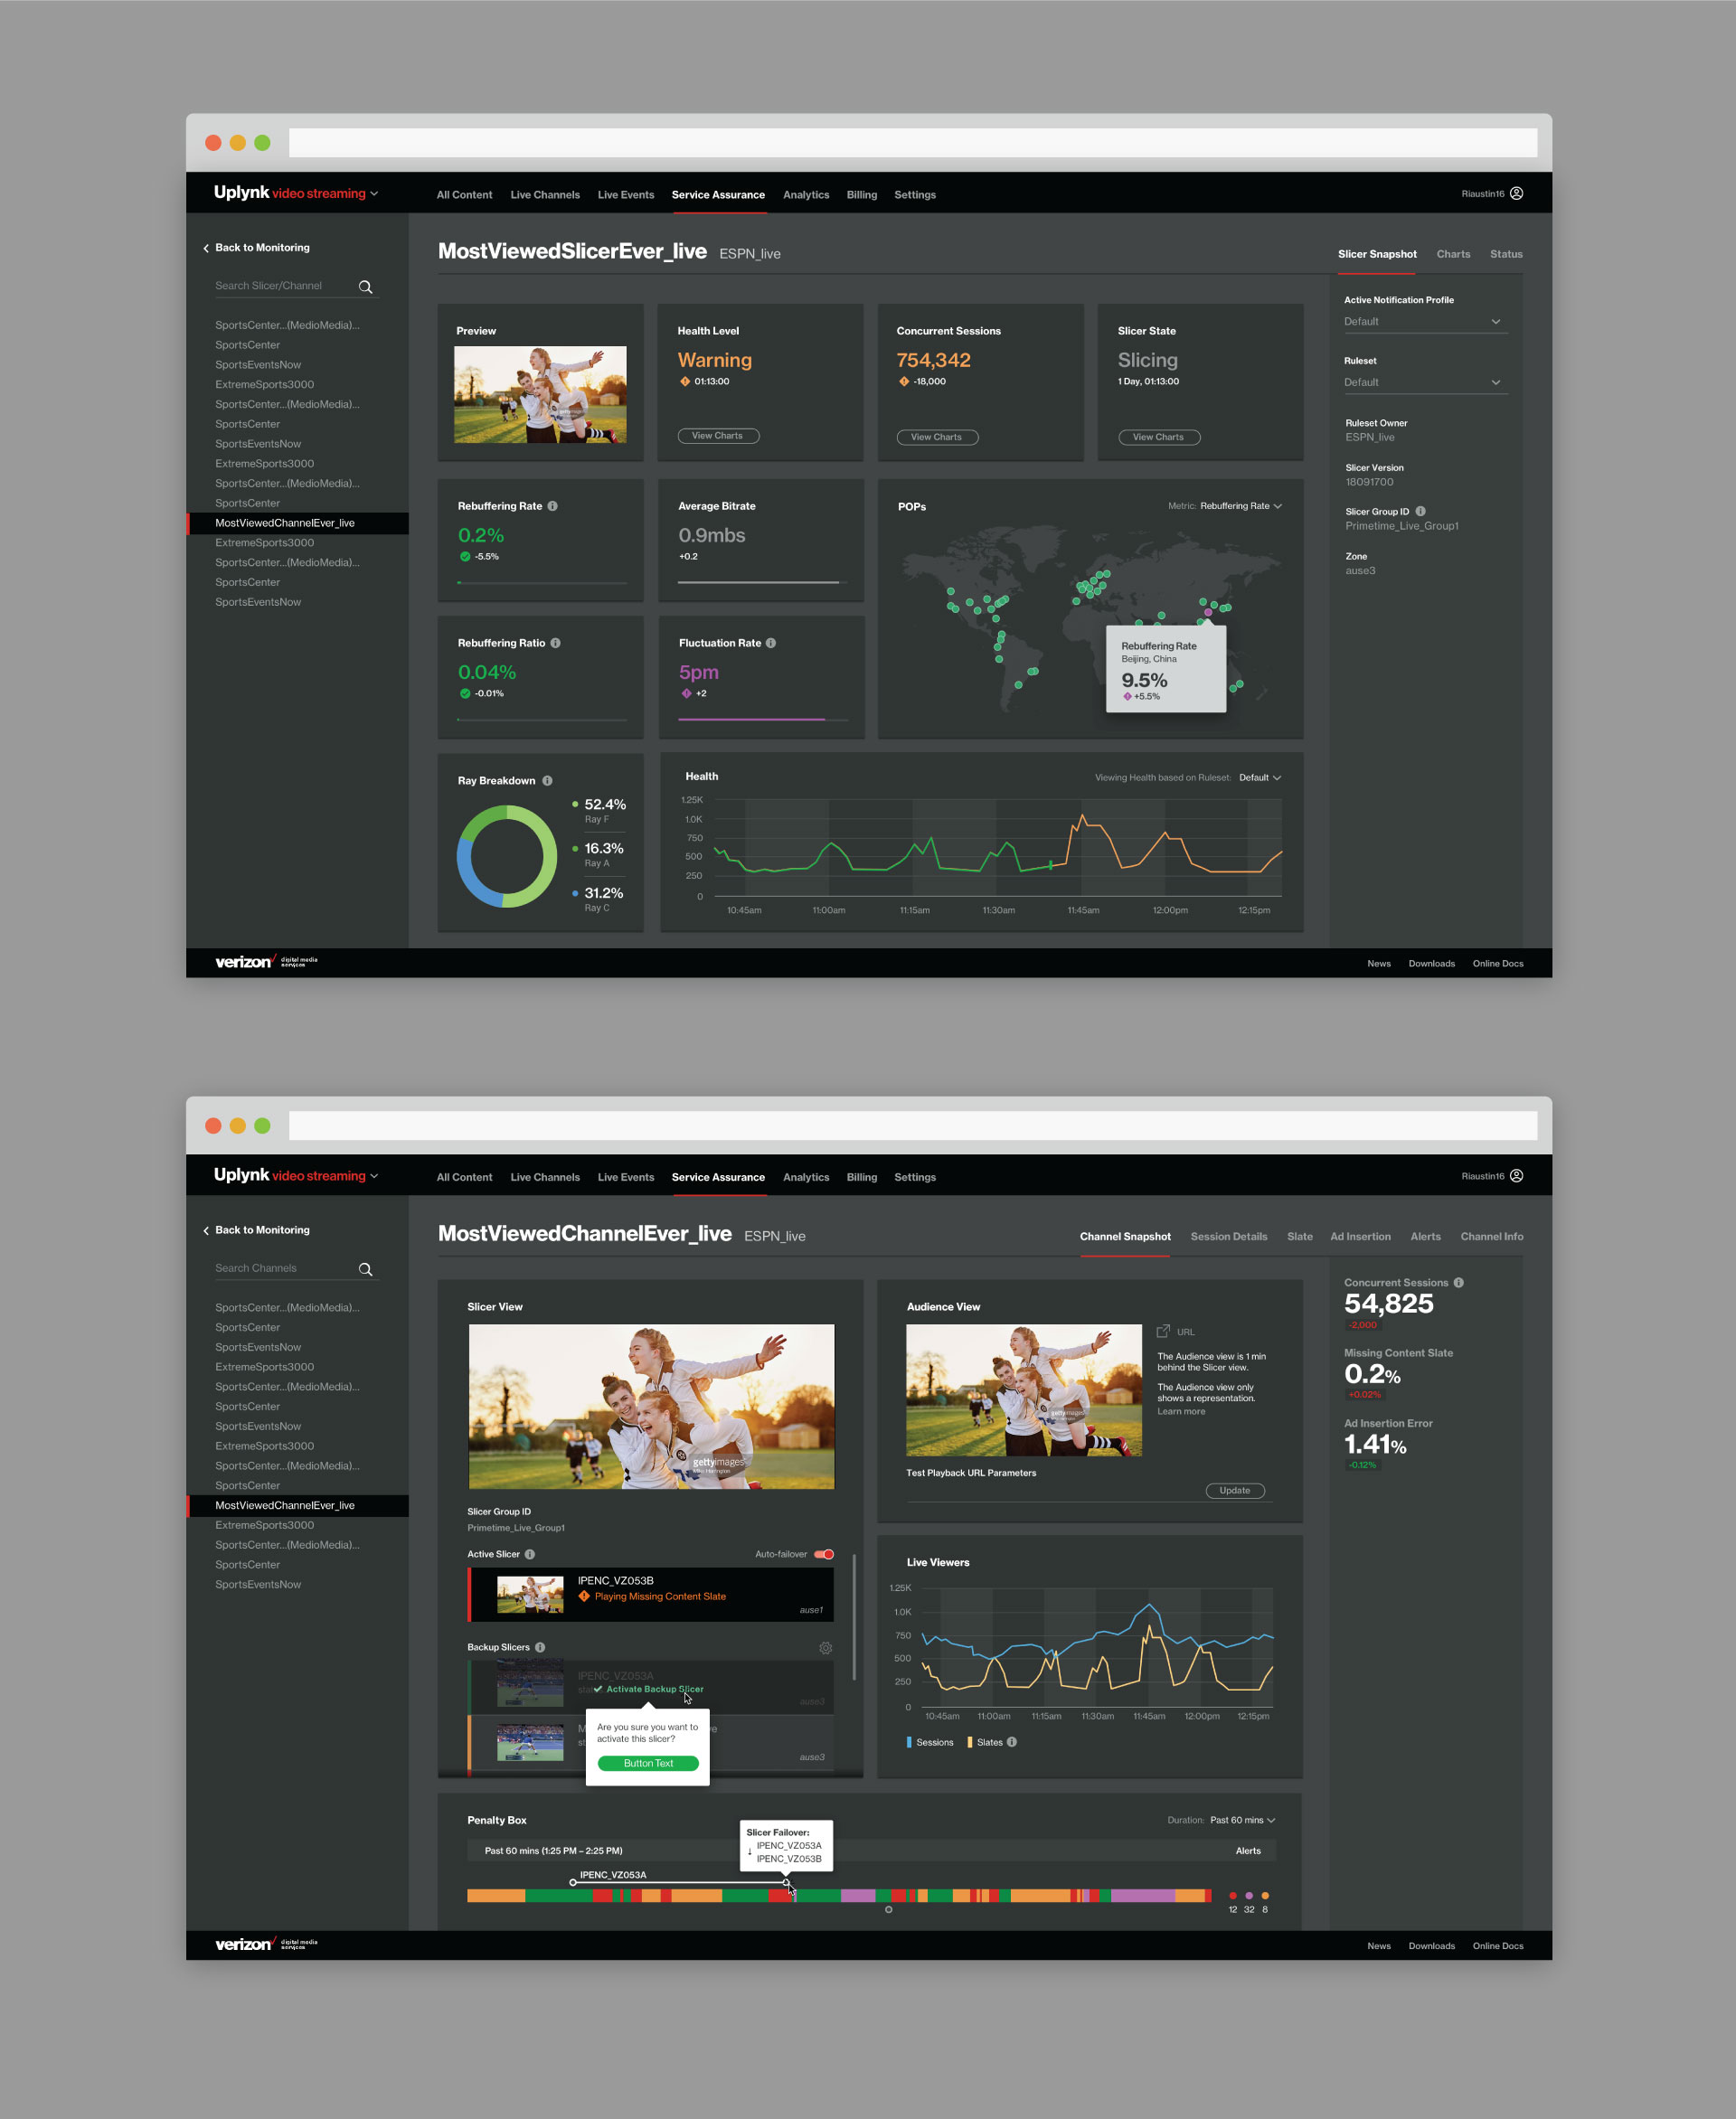 Uplynk video streaming
All Content Live Channels Live Events Service Assurance Analytics Billing Settings
Riaustin16
Back to Monitoring
Search Slicer/Channel
SportsCenter...(MedioMedia)...
SportsCenter
SportsEventsNow
ExtremeSports3000
SportsCenter...(MedioMedia)...
SportsCenter
SportsEventsNow
ExtremeSports3000
SportsCenter...(MedioMedia)...
SportsCenter
MostViewedChannelEver_live
ExtremeSports3000
SportsCenter...(MedioMedia)...
SportsCenter
SportsEventsNow
MostViewedSlicerEver_live ESPN_live
Slicer Snapshot Charts Status
Preview
gettyimages
Health Level
Warning
01:13:00
View Charts
Concurrent Sessions
754,342
-18,000
View Charts
Slicer State
Slicing
1 Day, 01:13:00
View Charts
Rebuffering Rate
0.2%
-5.5%
Average Bitrate
0.9mbs
+0.2
Rebuffering Ratio
0.04%
-0.01%
Fluctuation Rate
5pm
+2
POPs
Metric: Rebuffering Rate
Rebuffering Rate
Beijing, China
9.5%
+5.5%
Ray Breakdown
52.4%
Ray F
16.3%
Ray A
31.2%
Ray C
Health
Viewing Health based on Ruleset: Default
1.25K
1.0K
750
500
250
0
10:45am 11:00am 11:15am 11:30am 11:45am 12:00pm 12:15pm
Active Notification Profile
Default
Ruleset
Default
Ruleset Owner
ESPN_live
Slicer Version
18091700
Slicer Group ID
Primetime_Live_Group1
Zone
ause3
verizon digital media services
News Downloads Online Docs
Uplynk video streaming
All Content Live Channels Live Events Service Assurance Analytics Billing Settings
Riaustin16
Back to Monitoring
Search Channels
SportsCenter...(MedioMedia)...
SportsCenter
SportsEventsNow
ExtremeSports3000
SportsCenter...(MedioMedia)...
SportsCenter
SportsEventsNow
ExtremeSports3000
SportsCenter...(MedioMedia)...
SportsCenter
MostViewedChannelEver_live
ExtremeSports3000
SportsCenter...(MedioMedia)...
SportsCenter
SportsEventsNow
MostViewedChannelEver_live ESPN_live
Channel Snapshot Session Details Slate Ad Insertion Alerts Channel Info
Slicer View
gettyimages
Slicer Group ID
Primetime_Live_Group1
Active Slicer
Auto-failover
IPENC_VZ053B
Playing Missing Content Slate
ause1
Backup Slicers
IPENC_VZ053A
Activate Backup Slicer
ause3
ause3
Are you sure you want to
activate this slicer?
Button Text
Audience View
gettyimages
URL
The Audience view is 1 min
behind the Slicer view.
The Audience view only
shows a representation.
Learn more
Test Playback URL Parameters
Update
Live Viewers
1.25K
1.0K
750
500
250
0
10:45am 11:00am 11:15am 11:30am 11:45am 12:00pm 12:15pm
Sessions Slates
Concurrent Sessions
54,825
-2,000
Missing Content Slate
0.2%
+0.02%
Ad Insertion Error
1.41%
-0.12%
Penalty Box
Duration: Past 60 mins
Past 60 mins (1:25 PM – 2:25 PM)
Alerts
Slicer Failover:
IPENC_VZ053A
IPENC_VZ053B
IPENC_VZ053A
12 32 8
verizon digital media services
News Downloads Online Docs